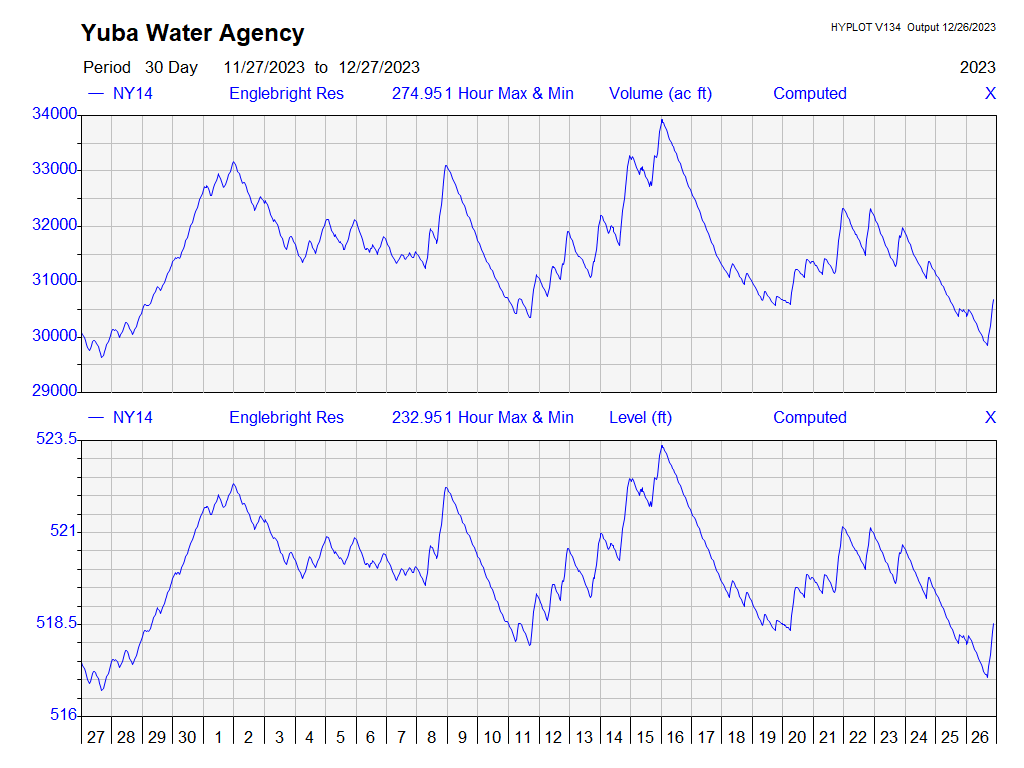 Yuba Water Agency
HYPLOT V134 Output 12/26/2023
Period 30 Day 11/27/2023 to 12/27/2023
2023
NY14 Englebright Res 274.951 Hour Max & Min Volume (ac ft) Computed X
34000
33000
32000
31000
30000
29000
NY14 Englebright Res 232.951 Hour Max & Min Level (ft) Computed X
523.5
521
518.5
516
27 28 29 30 1 2 3 4 5 6 7 8 9 10 11 12 13 14 15 16 17 18 19 20 21 22 23 24 25 26